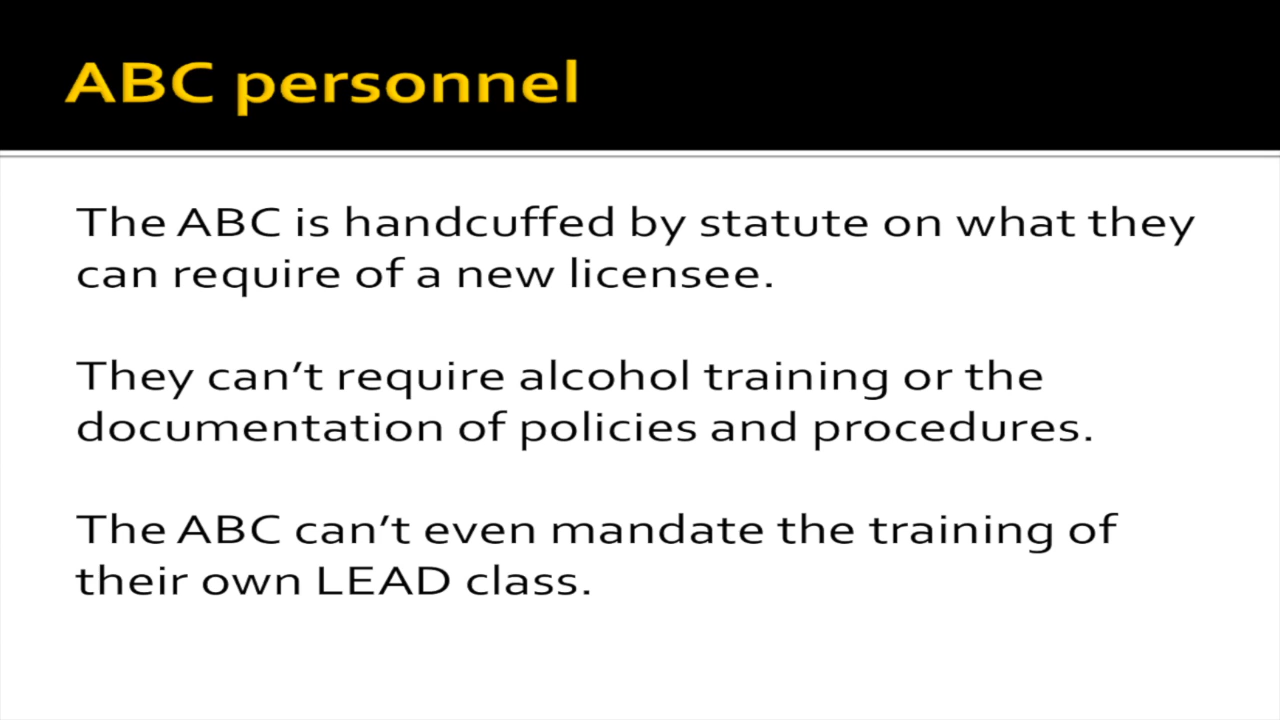 ABC personnel
The ABC is handcuffed by statute on what they
can require of a new licensee.
They can’t require alcohol training or the
documentation of policies and procedures.
The ABC can’t even mandate the training of
their own LEAD class.